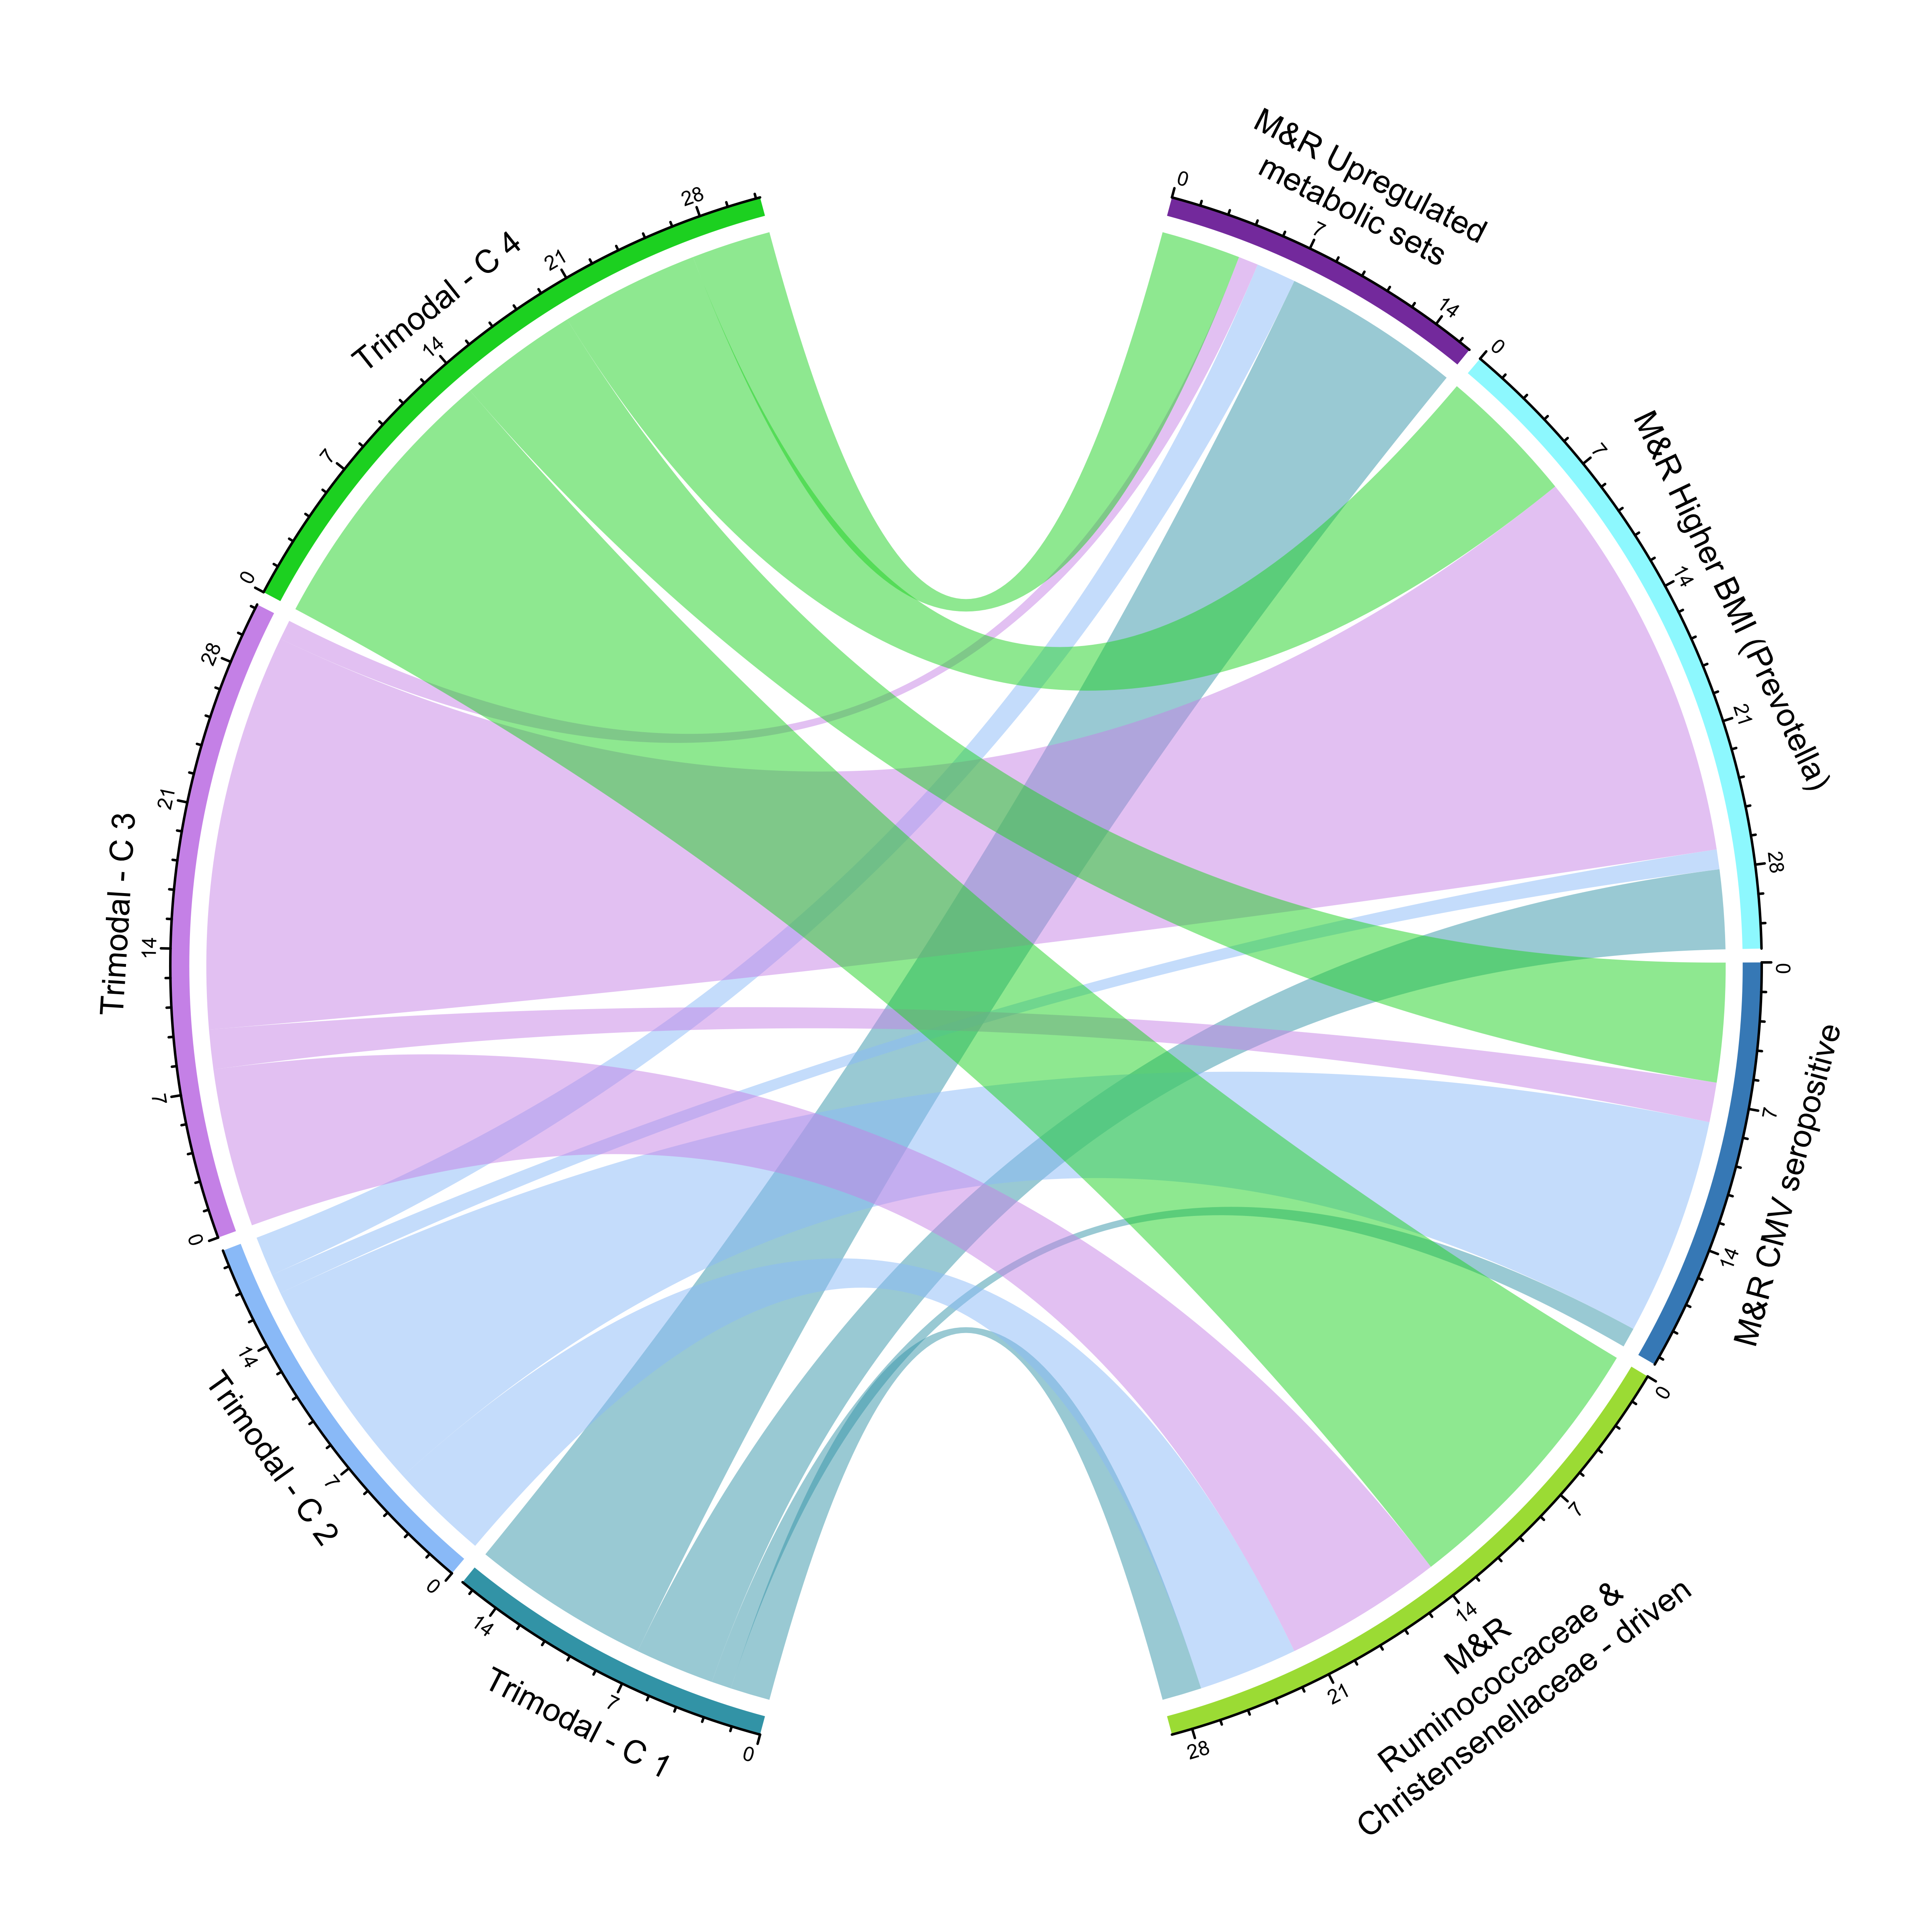 M&R Upregulated
metabolic sets
0
7
14
M&R Higher BMI (Prevotella)
0
7
14
21
28
M&R CMV seropositive
0
7
14
M&R
Ruminoccaceae &
Christensenellaceae - driven
0
7
14
21
28
Trimodal - C 1
0
7
14
Trimodal - C 2
0
7
14
Trimodal - C 3
0
7
14
21
28
Trimodal - C 4
0
7
14
21
28